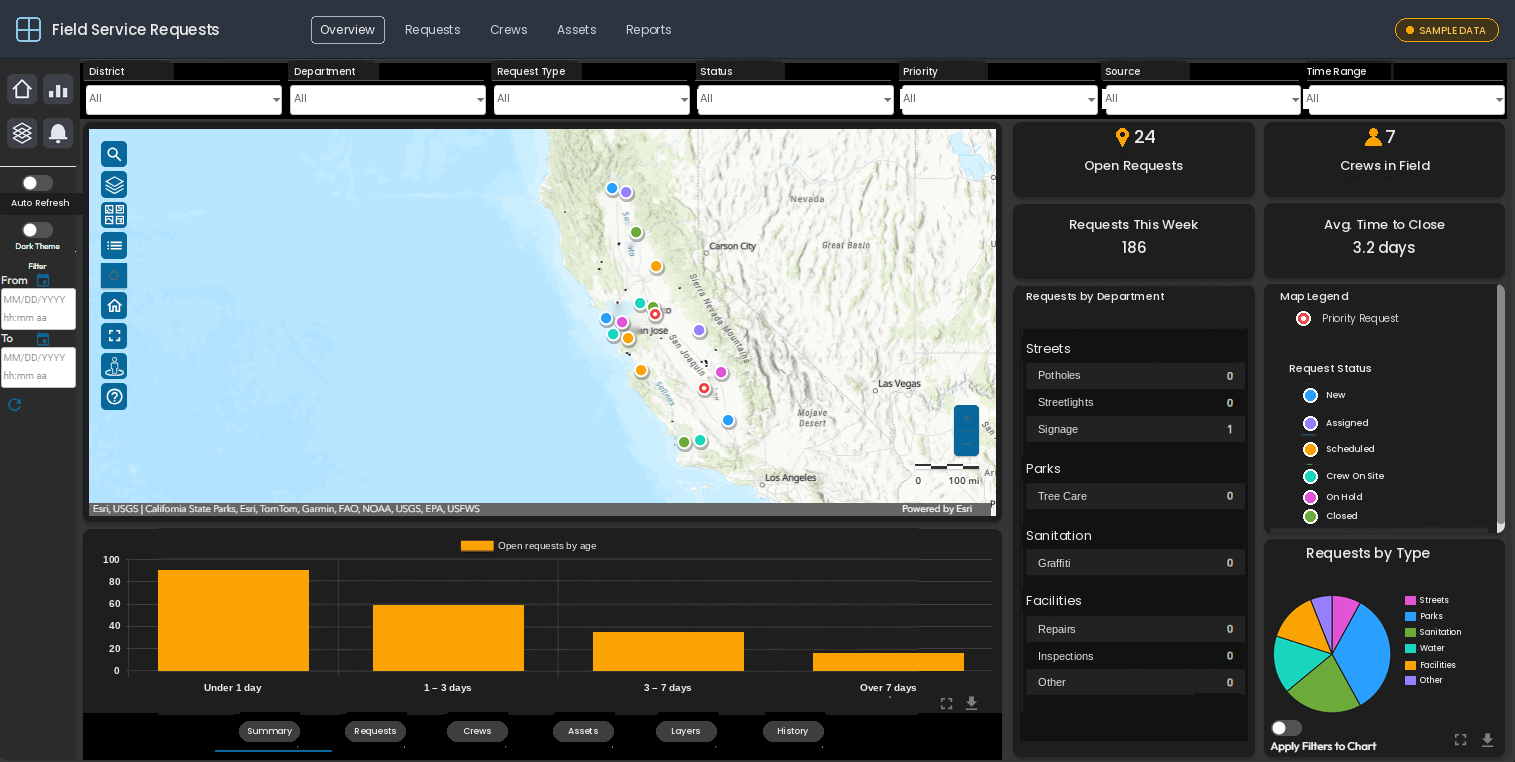 Field Service Requests
Overview
Requests
Crews
Assets
Reports
SAMPLE DATA
District
Department
Request Type
Status
Priority
Source
Time Range
All
All
All
All
All
All
All
Auto Refresh
Dark Theme
Filter
From
MM/DD/YYYY
hh:mm aa
To
MM/DD/YYYY
hh:mm aa
Nevada
Carson City
Great Basin
Sierra Nevada Mountains
San Joaquin
Salinas
Las Vegas
Mojave
Desert
Los Angeles
0 100 mi
Esri, USGS | California State Parks, Esri, TomTom, Garmin, FAO, NOAA, USGS, EPA, USFWS
Powered by Esri
24
Open Requests
7
Crews in Field
Requests This Week
186
Avg. Time to Close
3.2 days
Requests by Department
Streets
Potholes 0
Streetlights 0
Signage 1
Parks
Tree Care 0
Sanitation
Graffiti 0
Facilities
Repairs 0
Inspections 0
Other 0
Map Legend
Priority Request
Request Status
New
Assigned
Scheduled
Crew On Site
On Hold
Closed
Open requests by age
100
80
60
40
20
0
Under 1 day
1 – 3 days
3 – 7 days
Over 7 days
Summary
Requests
Crews
Assets
Layers
History
Requests by Type
Streets
Parks
Sanitation
Water
Facilities
Other
Apply Filters to Chart